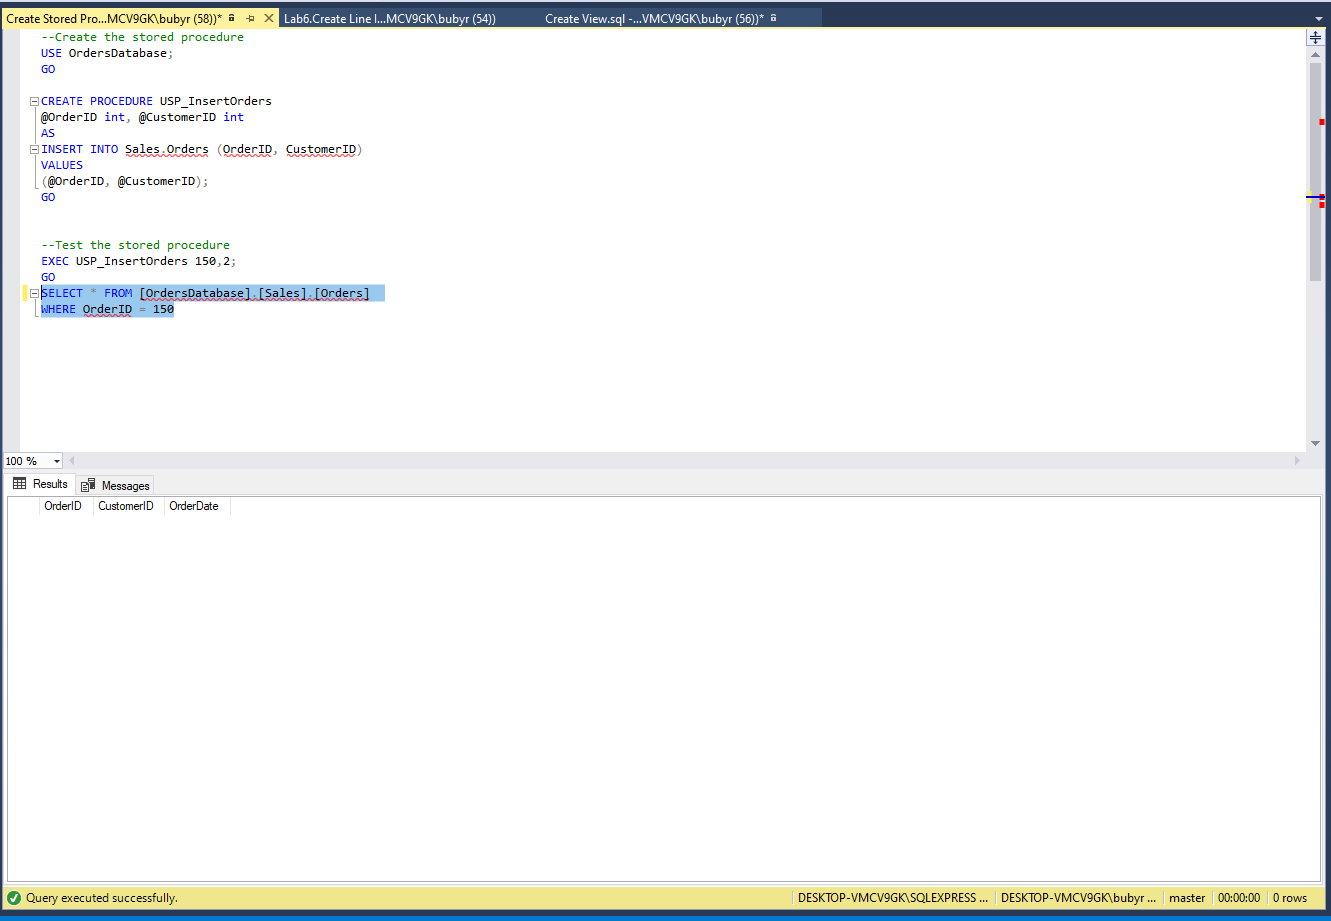 Create Stored Pro...MCV9GK\bubyr (58))* Lab6.Create Line I...MCV9GK\bubyr (54)) Create View.sql -...VMCV9GK\bubyr (56))*
--Create the stored procedure
USE OrdersDatabase;
GO
CREATE PROCEDURE USP_InsertOrders
@OrderID int, @CustomerID int
AS
INSERT INTO Sales.Orders (OrderID, CustomerID)
VALUES
(@OrderID, @CustomerID);
GO
--Test the stored procedure
EXEC USP_InsertOrders 150,2;
GO
SELECT * FROM [OrdersDatabase].[Sales].[Orders]
WHERE OrderID = 150
100 %
Results Messages
OrderID CustomerID OrderDate
Query executed successfully. DESKTOP-VMCV9GK\SQLEXPRESS ... DESKTOP-VMCV9GK\bubyr ... master 00:00:00 0 rows